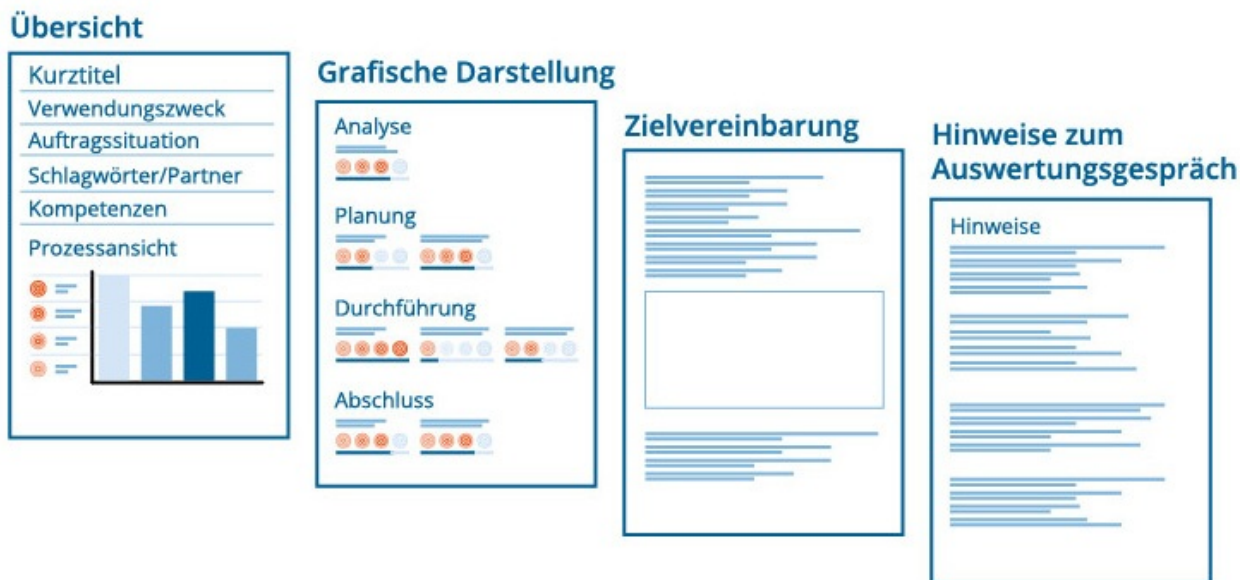 Übersicht
Kurztitel
Verwendungszweck
Auftragssituation
Schlagwörter/Partner
Kompetenzen
Prozessansicht
Grafische Darstellung
Analyse
Planung
Durchführung
Abschluss
Zielvereinbarung
Hinweise zum
Auswertungsgespräch
Hinweise